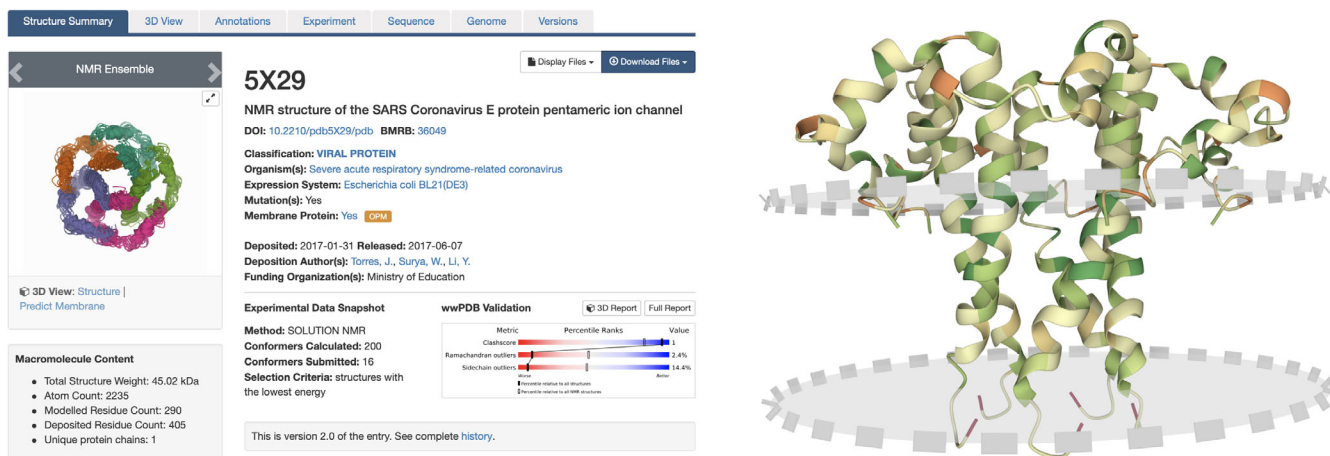 Structure Summary
3D View
Annotations
Experiment
Sequence
Genome
Versions
NMR Ensemble
3D View: Structure |
Predict Membrane
Macromolecule Content
Total Structure Weight: 45.02 kDa
Atom Count: 2235
Modelled Residue Count: 290
Deposited Residue Count: 405
Unique protein chains: 1
Display Files
Download Files
5X29
NMR structure of the SARS Coronavirus E protein pentameric ion channel
DOI: 10.2210/pdb5X29/pdb BMRB: 36049
Classification: VIRAL PROTEIN
Organism(s): Severe acute respiratory syndrome-related coronavirus
Expression System: Escherichia coli BL21(DE3)
Mutation(s): Yes
Membrane Protein: Yes OPM
Deposited: 2017-01-31 Released: 2017-06-07
Deposition Author(s): Torres, J., Surya, W., Li, Y.
Funding Organization(s): Ministry of Education
Experimental Data Snapshot
Method: SOLUTION NMR
Conformers Calculated: 200
Conformers Submitted: 16
Selection Criteria: structures with
the lowest energy
wwPDB Validation
3D Report
Full Report
Metric Percentile Ranks Value
Clashscore 1
Ramachandran outliers 2.4%
Sidechain outliers 14.4%
Worse Better
Percentile relative to all structures
Percentile relative to all NMR structures
This is version 2.0 of the entry. See complete history.